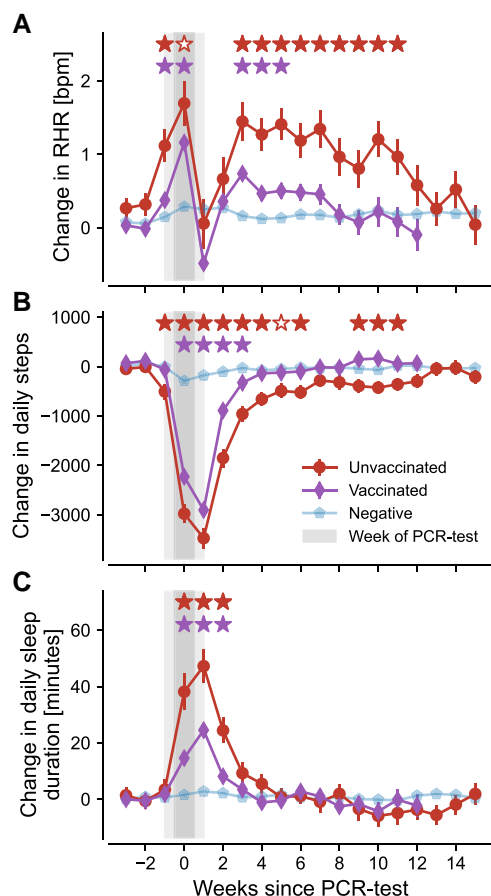 A
Change in RHR [bpm]
2
1
0
B
Change in daily steps
1000
0
−1000
−2000
−3000
Unvaccinated
Vaccinated
Negative
Week of PCR-test
C
Change in daily sleep
duration [minutes]
60
40
20
0
−2 0 2 4 6 8 10 12 14
Weeks since PCR-test